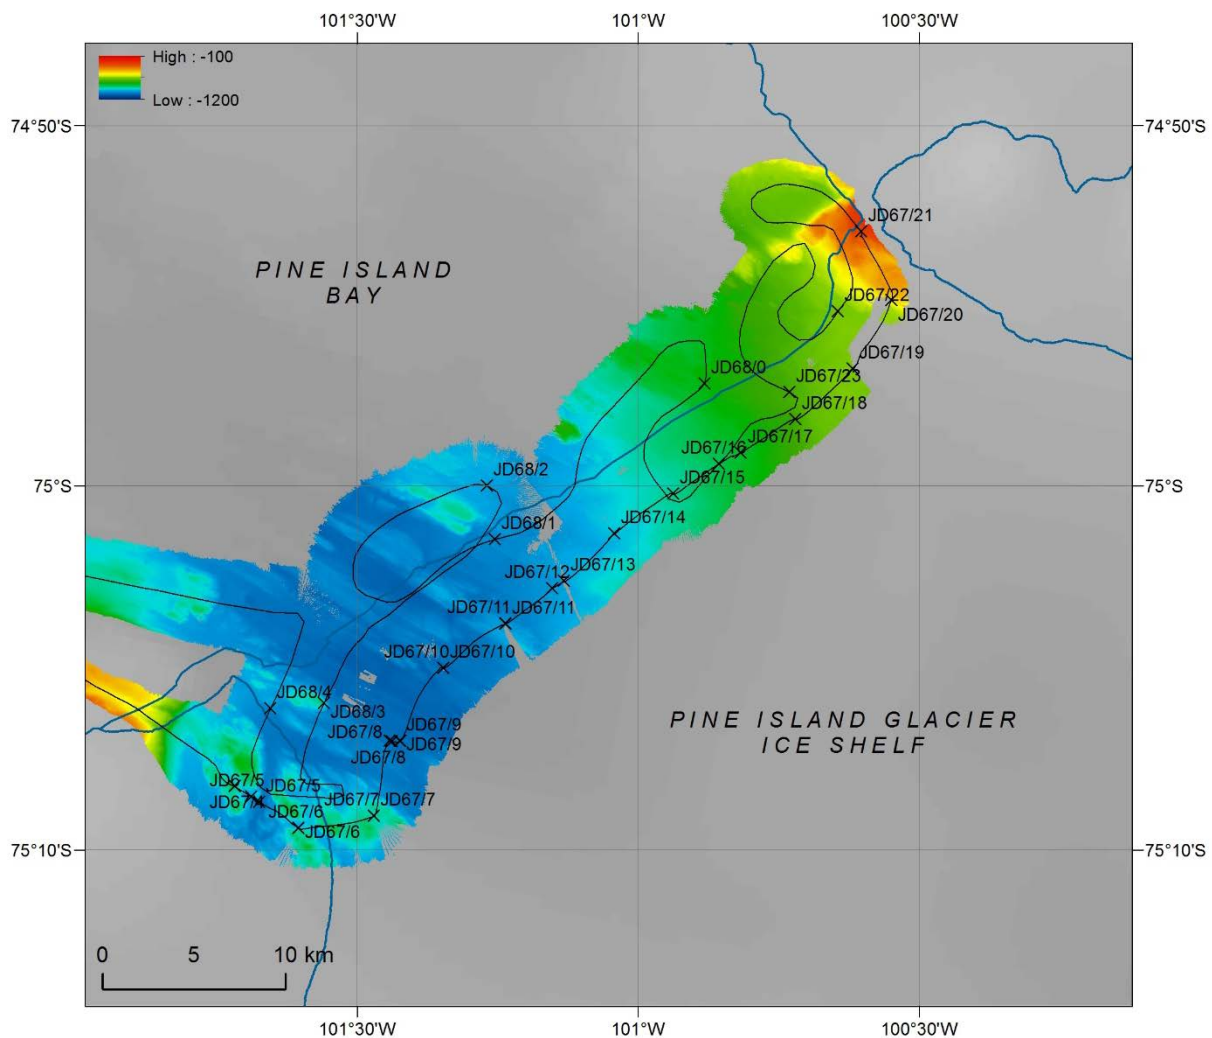 101°30'W 101°W 100°30'W
High : -100
Low : -1200
74°50'S 74°50'S
JD67/21
PINE ISLAND
BAY
JD67/22
JD67/20
JD67/19
JD68/0
JD67/23
JD67/18
JD67/17
JD67/16
JD68/2
JD67/15
75°S 75°S
JD67/14
JD68/1
JD67/12 JD67/13
JD67/11 JD67/11
JD67/10 JD67/10
JD68/4
JD68/3
PINE ISLAND GLACIER
ICE SHELF
JD67/9
JD67/8
JD67/9
JD67/8
JD67/5 JD67/5
JD67/7 JD67/7
JD67/6
JD67/6
75°10'S 75°10'S
0 5 10 km
101°30'W 101°W 100°30'W